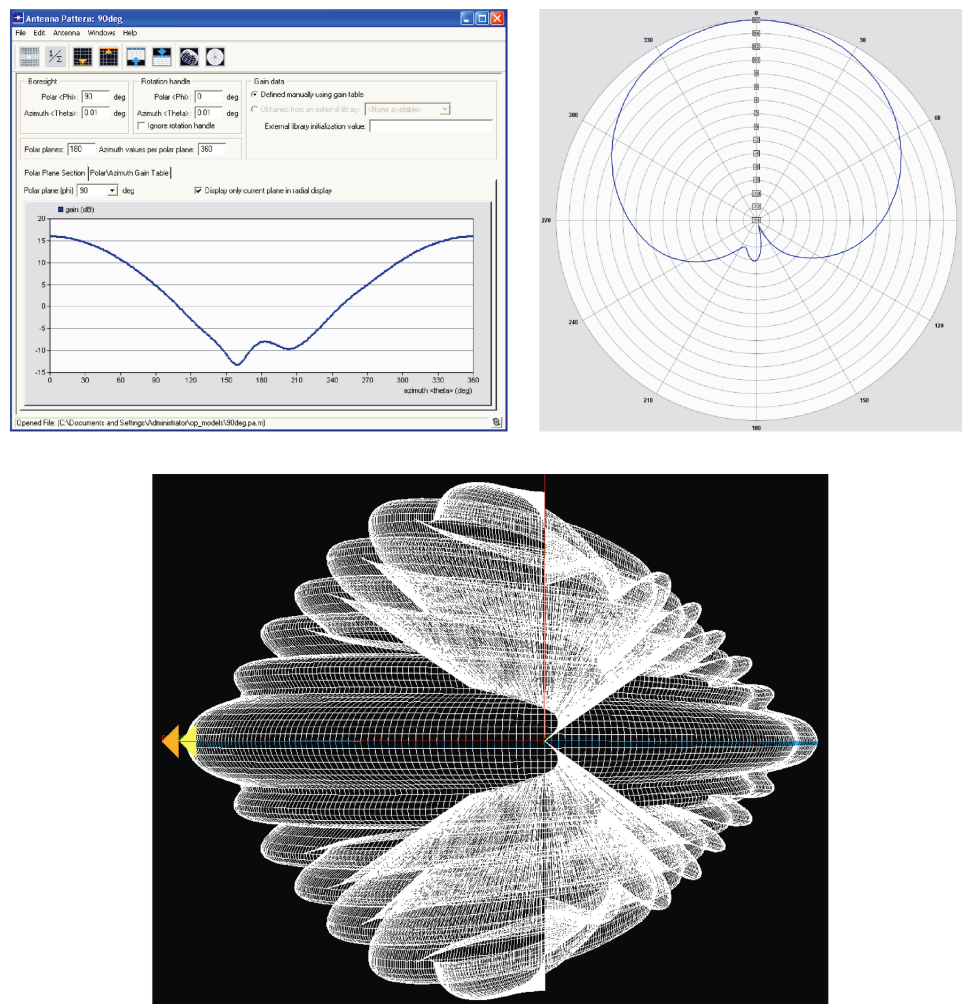 Antenna Pattern: 90deg
File Edit Antenna Windows Help
Boresight
Polar <Phi>: 90 deg
Azimuth <Theta>: 0.01 deg
Rotation handle
Polar <Phi>: 0 deg
Azimuth <Theta>: 0.01 deg
Ignore rotation handle
Gain data
Defined manually using gain table
Obtained from an external library: <None available>
External library initialization value:
Polar planes: 180 Azimuth values per polar plane: 360
Polar Plane Section Polar\Azimuth Gain Table
Polar plane (phi) 90 deg Display only current plane in radial display
gain (dB)
20
15
10
5
0
-5
-10
-15
0 30 60 90 120 150 180 210 240 270 300 330 360
azimuth <theta> (deg)
Opened File: (C:\Documents and Settings\Administrator\op_models\90deg.pa.m)
0
330 30
300 60
270
240 120
210 150
180